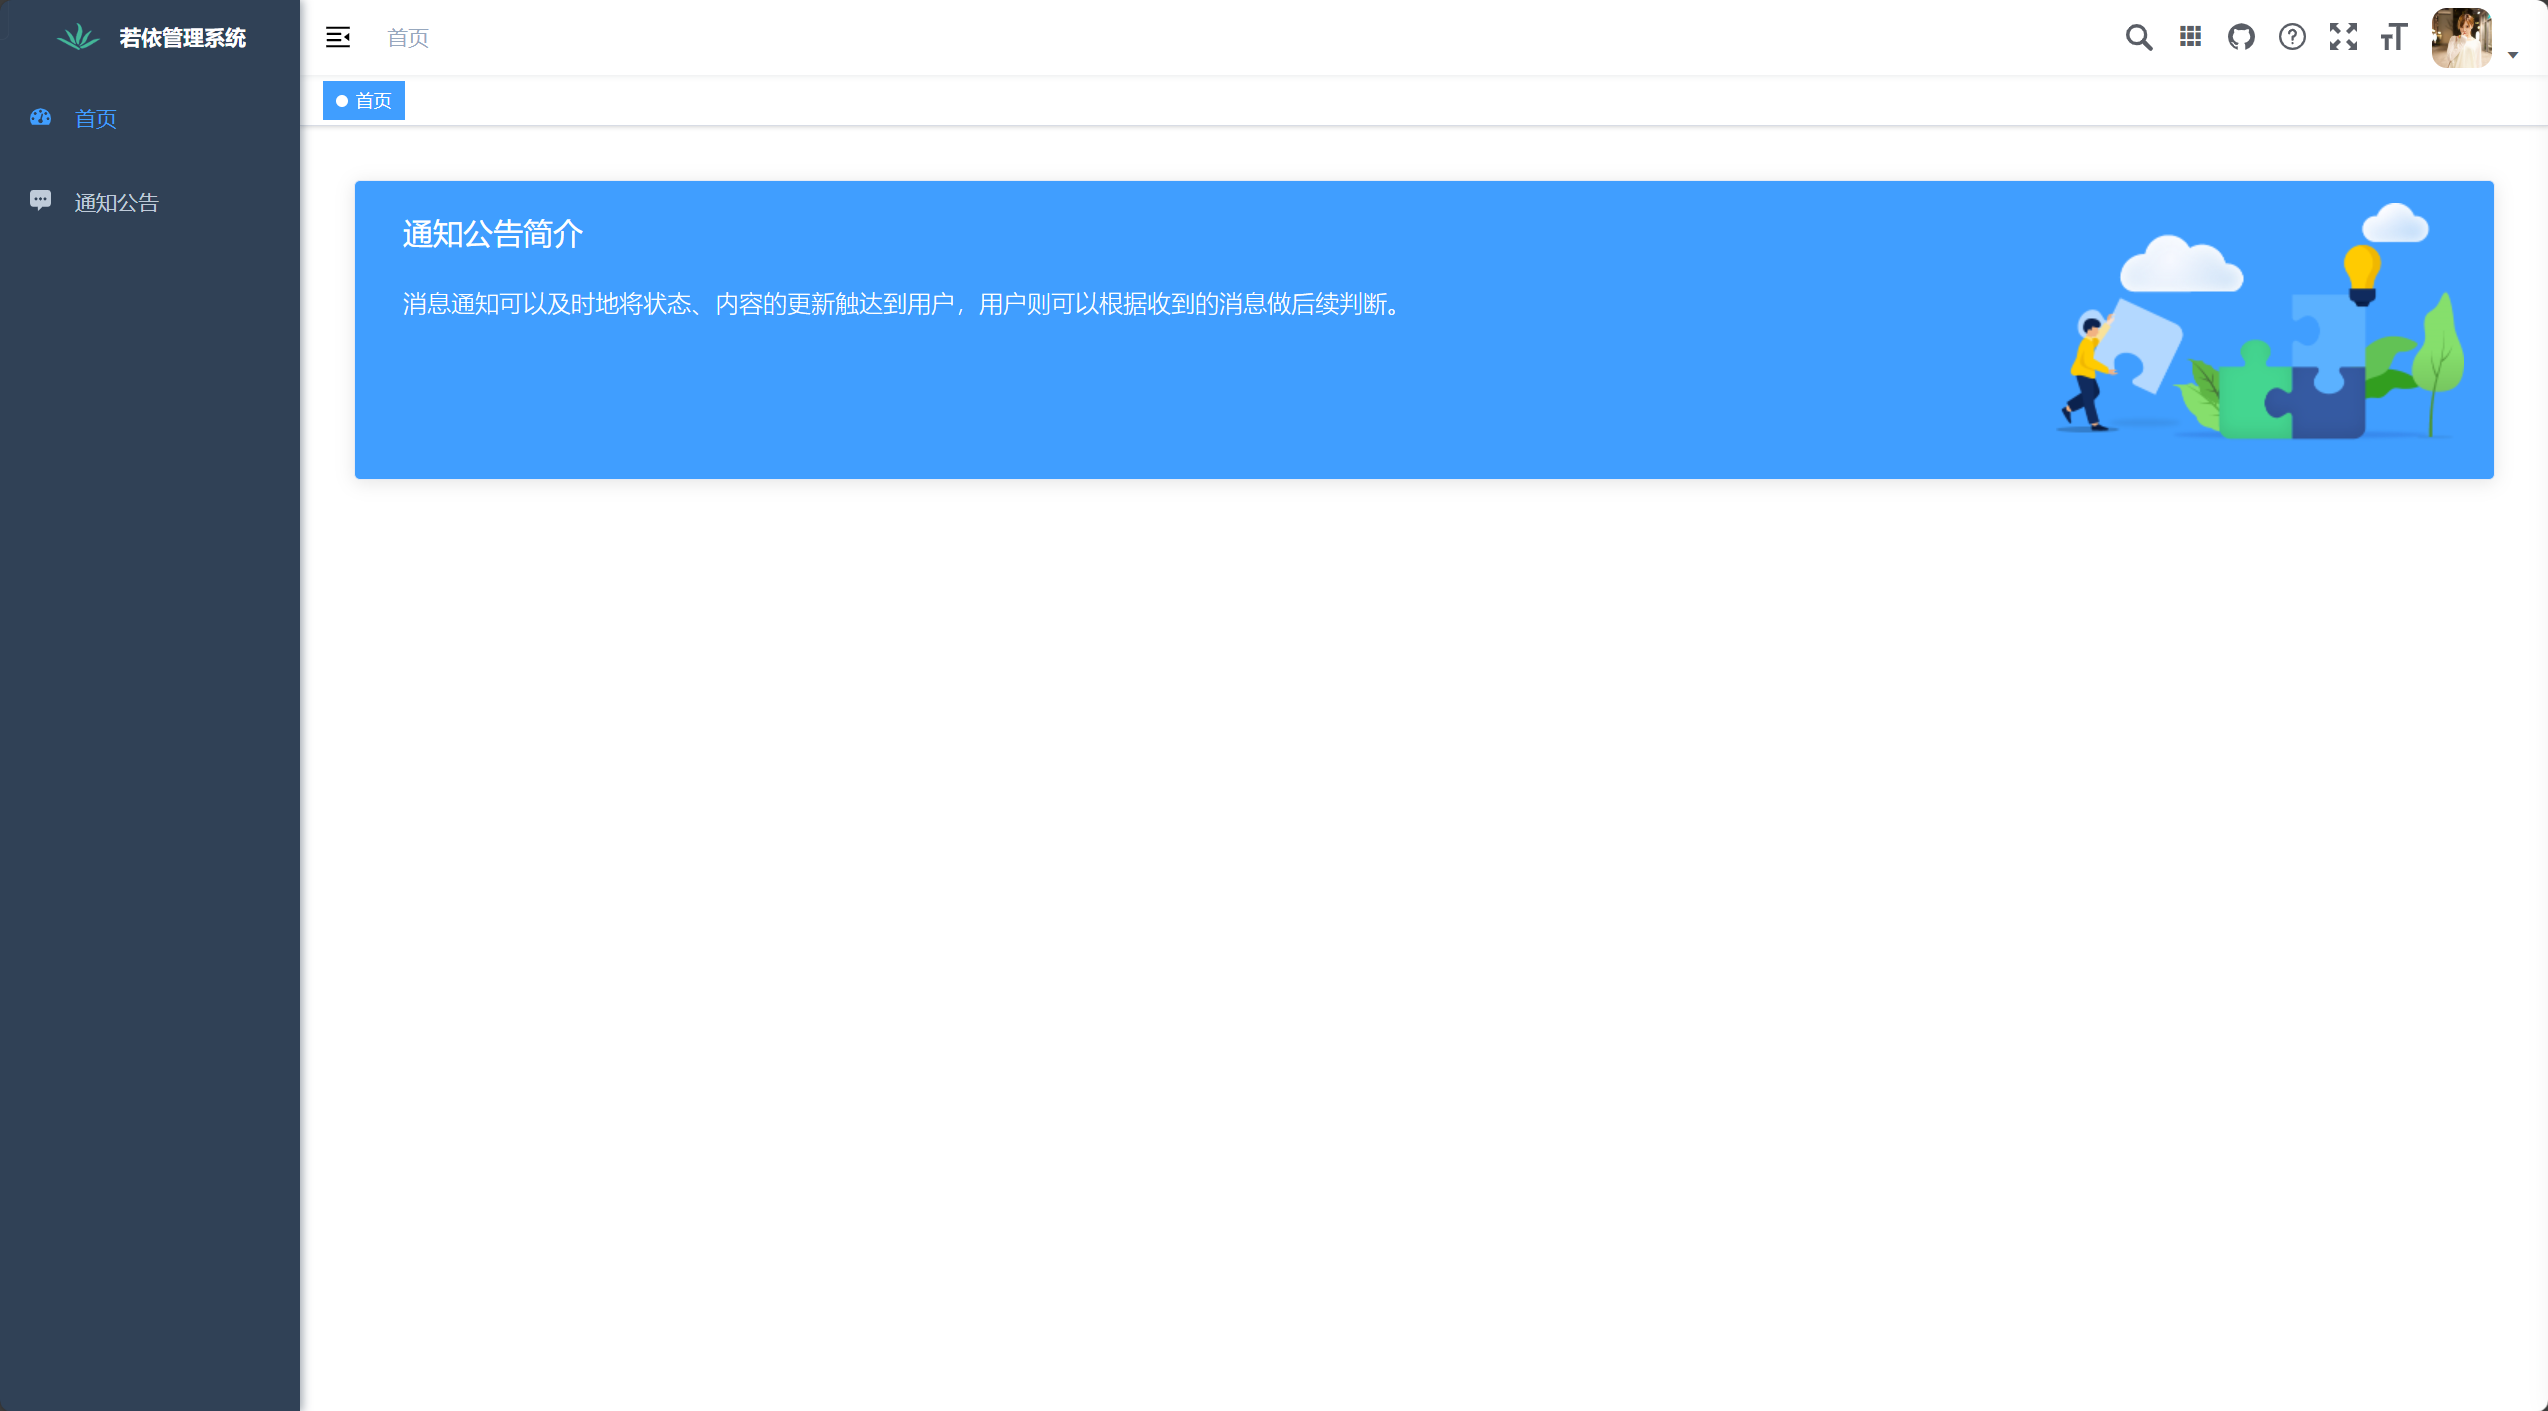 若依管理系统
首页
通知公告
首页
首页
通知公告简介
消息通知可以及时地将状态、内容的更新触达到用户，用户则可以根据收到的消息做后续判断。